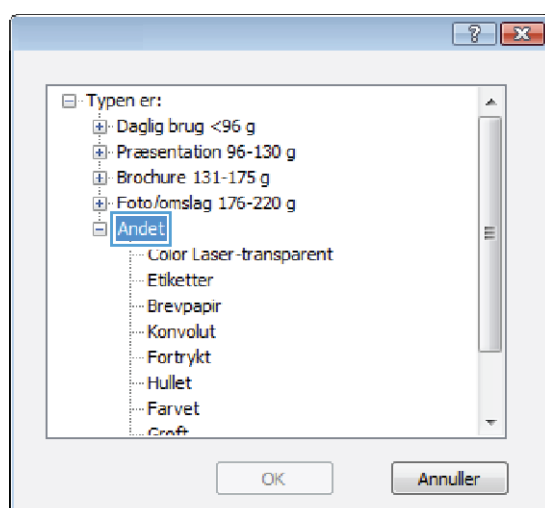 Typen er:
Daglig brug <96 g
Præsentation 96-130 g
Brochure 131-175 g
Foto/omslag 176-220 g
Andet
Color Laser-transparent
Etiketter
Brevpapir
Konvolut
Fortrykt
Hullet
Farvet
Groft
OK
Annuller